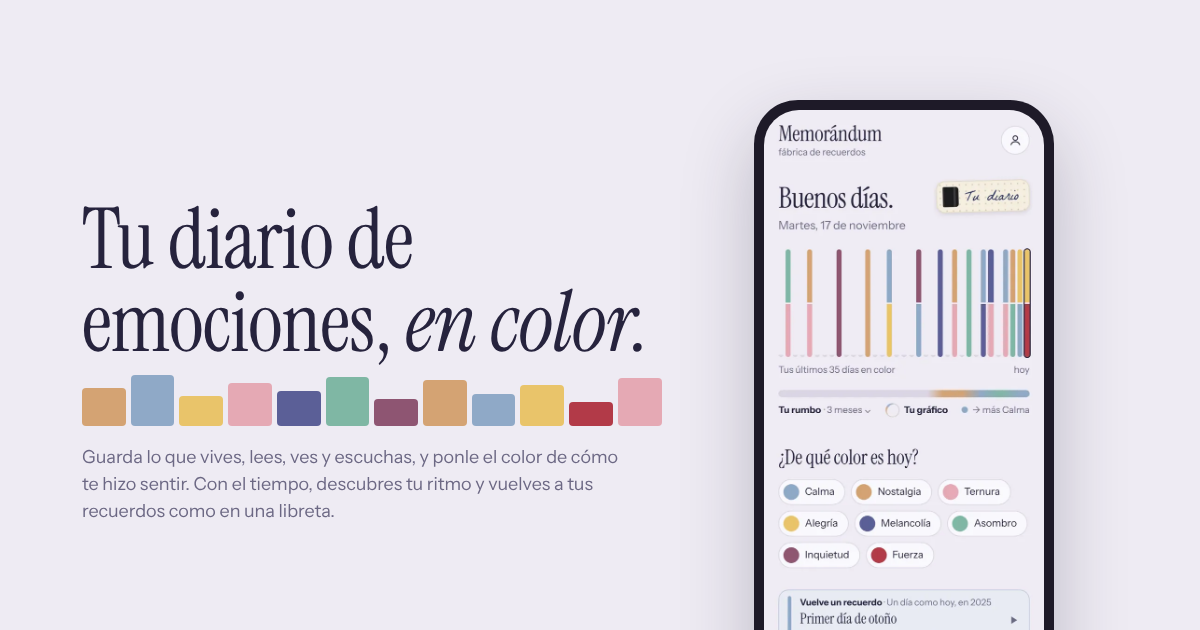 Tu diario de
emociones, en color.
Guarda lo que vives, lees, ves y escuchas, y ponle el color de cómo
te hizo sentir. Con el tiempo, descubres tu ritmo y vuelves a tus
recuerdos como en una libreta.
Memorándum
fábrica de recuerdos
Buenos días.
Tu diario
Martes, 17 de noviembre
Tus últimos 35 días en color
hoy
Tu rumbo · 3 meses
Tu gráfico
→ más Calma
¿De qué color es hoy?
Calma
Nostalgia
Ternura
Alegría
Melancolía
Asombro
Inquietud
Fuerza
Vuelve un recuerdo · Un día como hoy, en 2025
Primer día de otoño